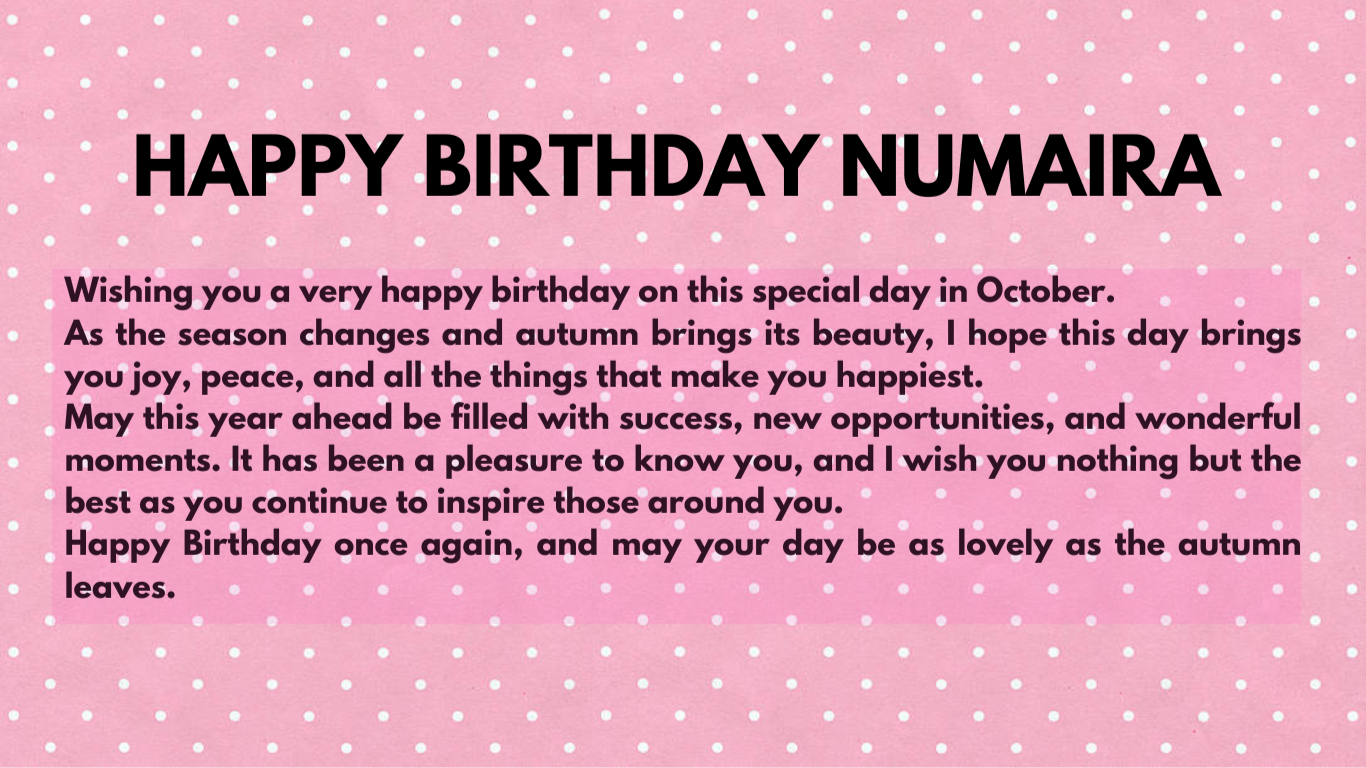 HAPPY BIRTHDAY NUMAIRA
Wishing you a very happy birthday on this special day in October.
As the season changes and autumn brings its beauty, I hope this day brings
you joy, peace, and all the things that make you happiest.
May this year ahead be filled with success, new opportunities, and wonderful
moments. It has been a pleasure to know you, and I wish you nothing but the
best as you continue to inspire those around you.
Happy Birthday once again, and may your day be as lovely as the autumn
leaves.